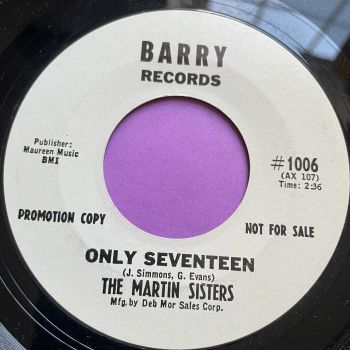 BARRY
RECORDS
Publisher:
Maureen Music
BMI
#1006
(AX 107)
Time: 2:36
PROMOTION COPY
NOT FOR SALE
ONLY SEVENTEEN
(J. Simmons, G. Evans)
THE MARTIN SISTERS
Mfg. by Deb Mor Sales Corp.